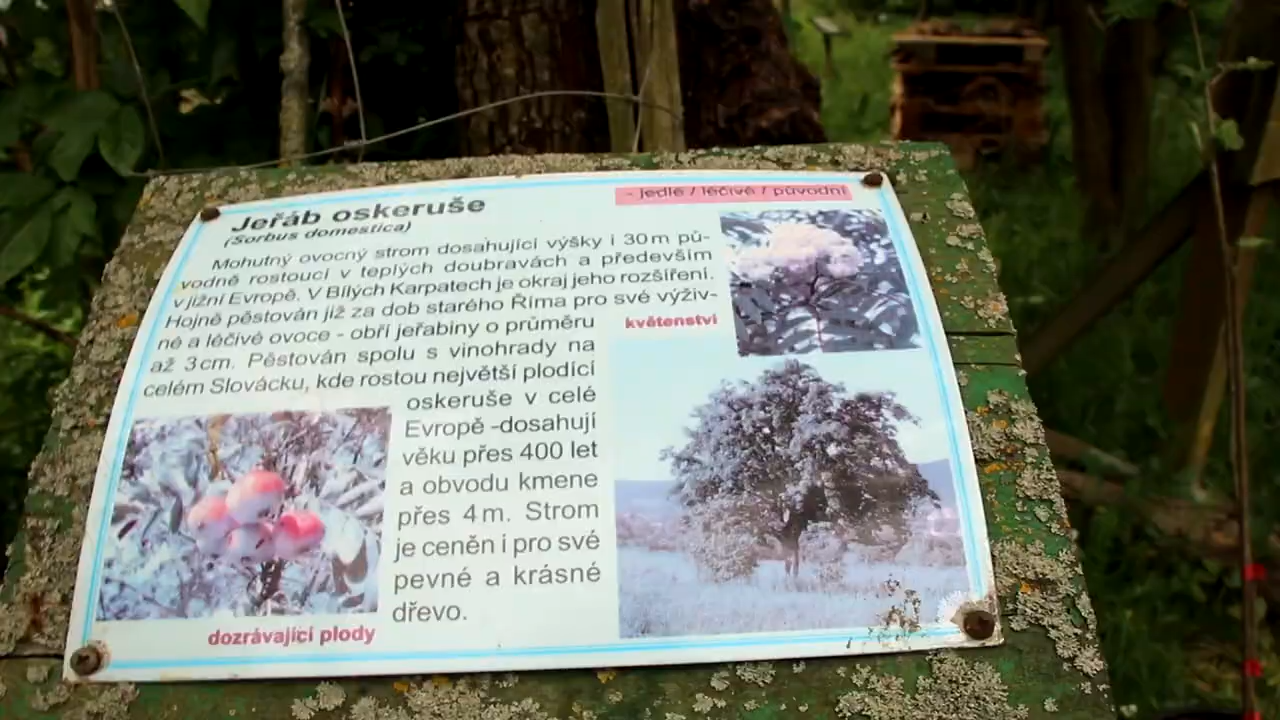 Jeřáb oskeruše
- jedlé / léčivé / původní
(Sorbus domestica)
Mohutný ovocný strom dosahující výšky i 30 m pů-
vodně rostoucí v teplých doubravách a především
v jižní Evropě. V Bílých Karpatech je okraj jeho rozšíření.
Hojně pěstován již za dob starého Říma pro své výživ-
né a léčivé ovoce - obří jeřabiny o průměru
až 3 cm. Pěstován spolu s vinohrady na
celém Slovácku, kde rostou největší plodící
oskeruše v celé
Evropě -dosahují
věku přes 400 let
a obvodu kmene
přes 4 m. Strom
je ceněn i pro své
pevné a krásné
dřevo.
květenství
dozrávající plody